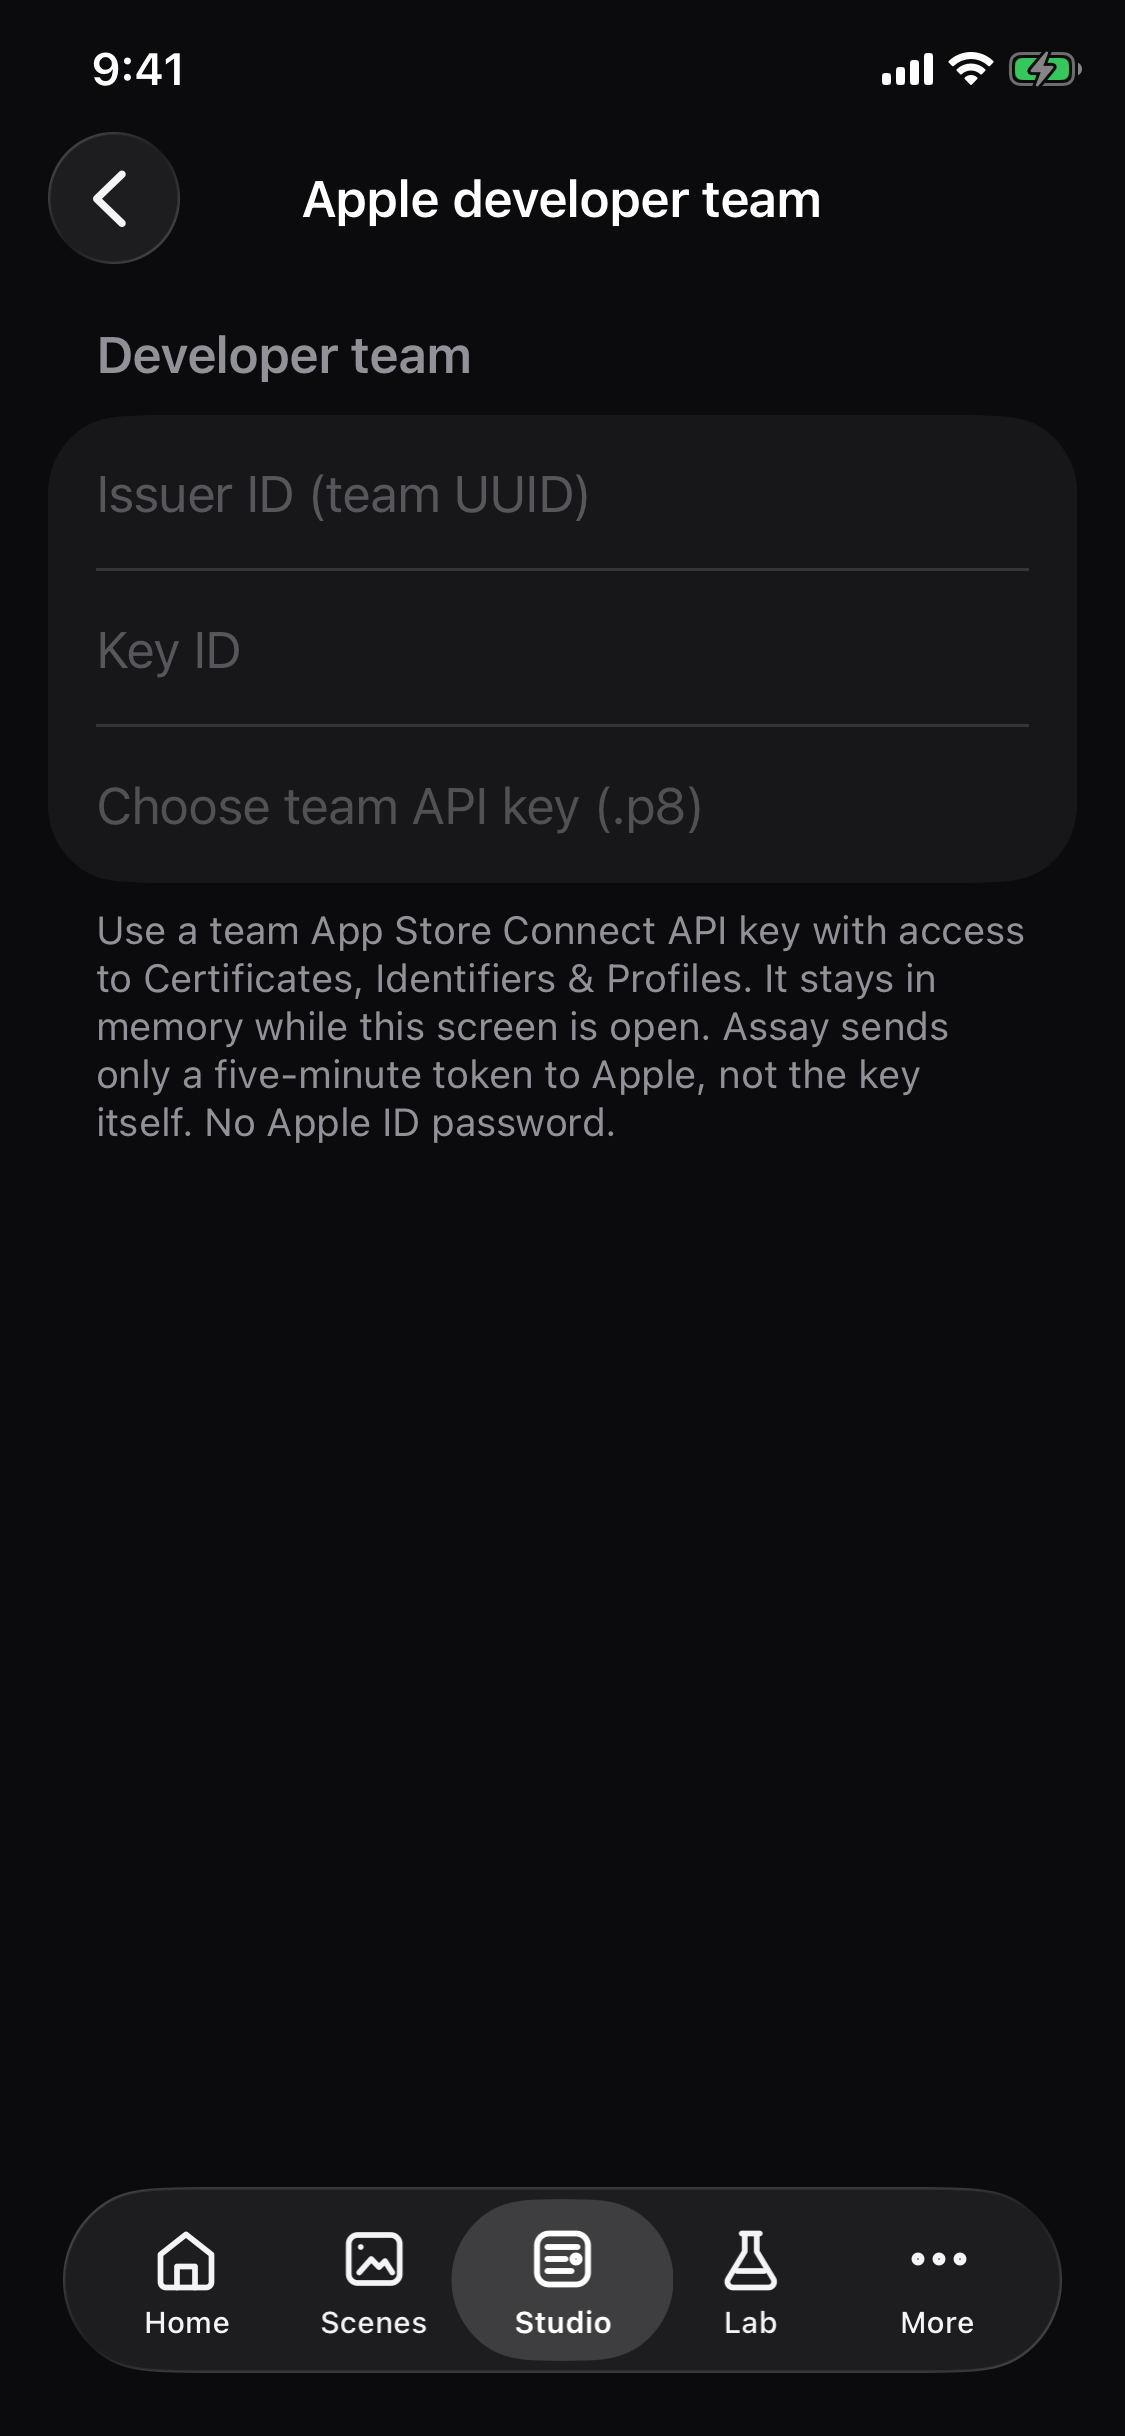 9:41
Apple developer team
Developer team
Issuer ID (team UUID)
Key ID
Choose team API key (.p8)
Use a team App Store Connect API key with access
to Certificates, Identifiers & Profiles. It stays in
memory while this screen is open. Assay sends
only a five-minute token to Apple, not the key
itself. No Apple ID password.
Home
Scenes
Studio
Lab
More